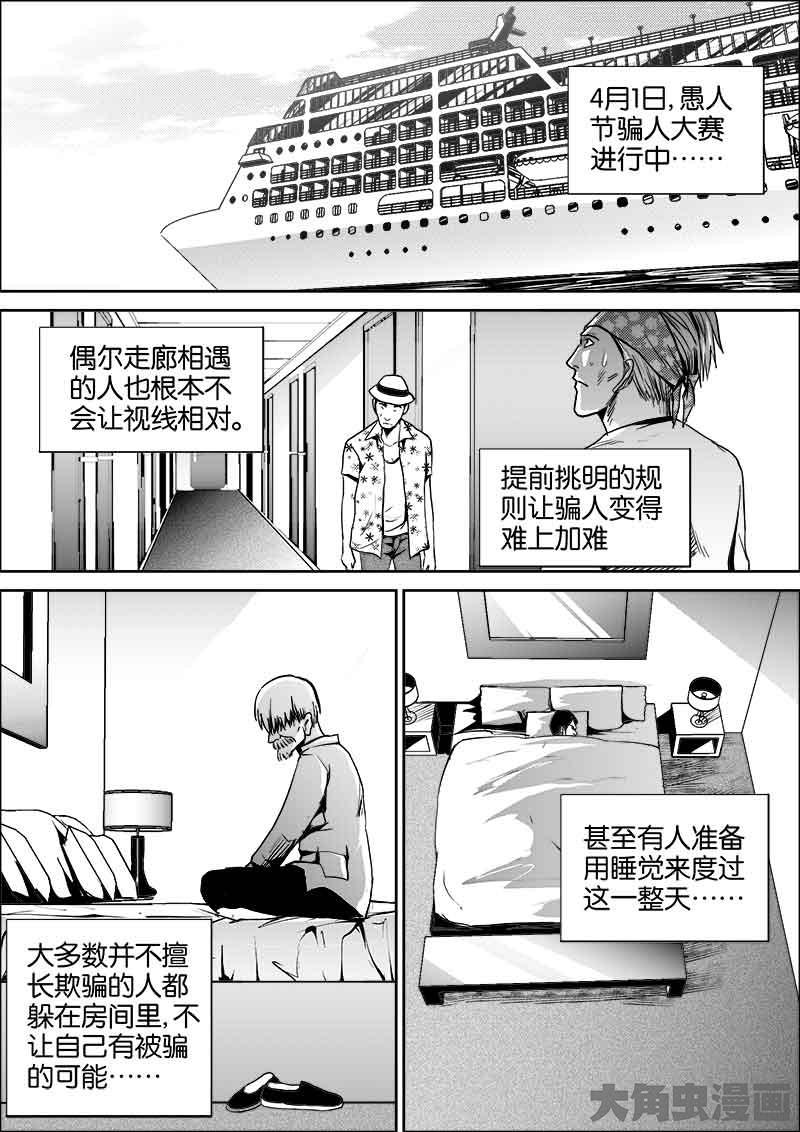 4月1日,愚人
节骗人大赛
进行中……
偶尔走廊相遇
的人也根本不
会让视线相对。
提前挑明的规
则让骗人变得
难上加难
大多数并不擅
长欺骗的人都
躲在房间里,不
让自己有被骗
的可能……
甚至有人准备
用睡觉来度过
这一整天……
大角虫漫画